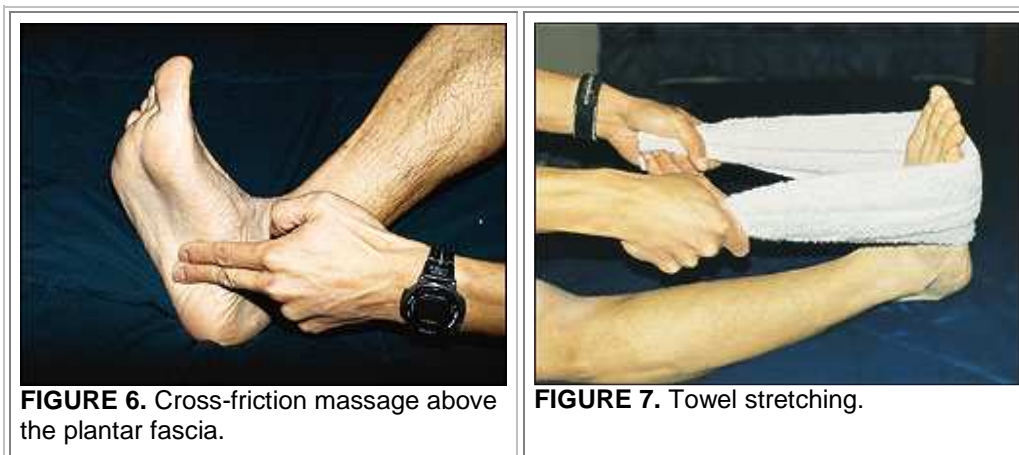 FIGURE 6. Cross-friction massage above
the plantar fascia.
FIGURE 7. Towel stretching.